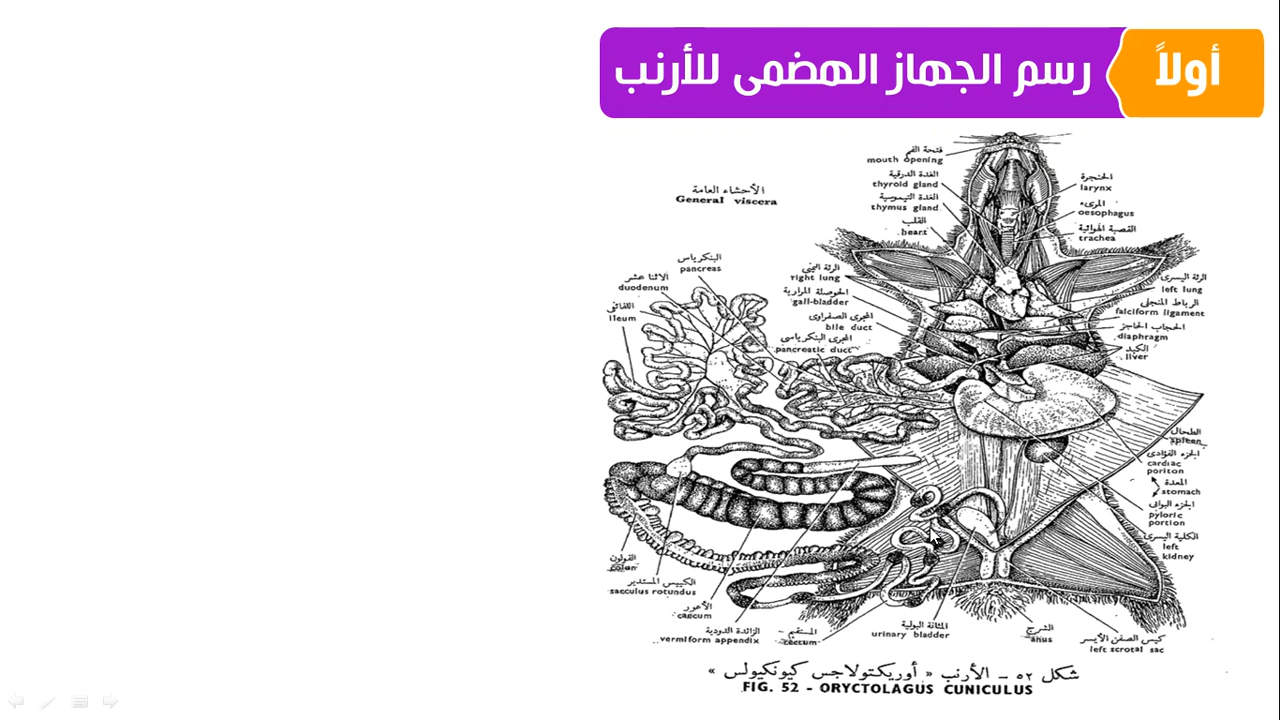 أولاً
رسم الجهاز الهضمى للأرنب
فتحة الفم
mouth opening
الغدة الدرقية
thyroid gland
الغدة التيموسية
thymus gland
القلب
heart
الحنجرة
larynx
المرىء
oesophagus
القصبة الهوائية
trachea
الأحشاء العامة
General viscera
البنكرياس
pancreas
الاثنا عشر
duodenum
اللفائفى
ileum
الرئة اليمنى
right lung
الحوصلة المرارية
gall-bladder
المجرى الصفراوى
bile duct
المجرى البنكرياسى
pancreatic duct
الرئة اليسرى
left lung
الرباط المنجلى
falciform ligament
الحجاب الحاجز
diaphragm
الكبد
liver
الطحال
spleen
الجزء الفؤادى
cardiac
poriton
المعدة
stomach
الجزء البوابى
pyloric
portion
الكلية اليسرى
left
kidney
القولون
colon
الكييس المستدير
sacculus rotundus
الأعور
caecum
الزائدة الدودية
vermiform appendix
المستقيم
rectum
المثانة البولية
urinary bladder
الشرج
anus
كيس الصفن الأيسر
left scrotal sac
شكل ٥٢ – الأرنب « أوريكتولاجس كيونكيولس »
FIG. 52 - ORYCTOLAGUS CUNICULUS